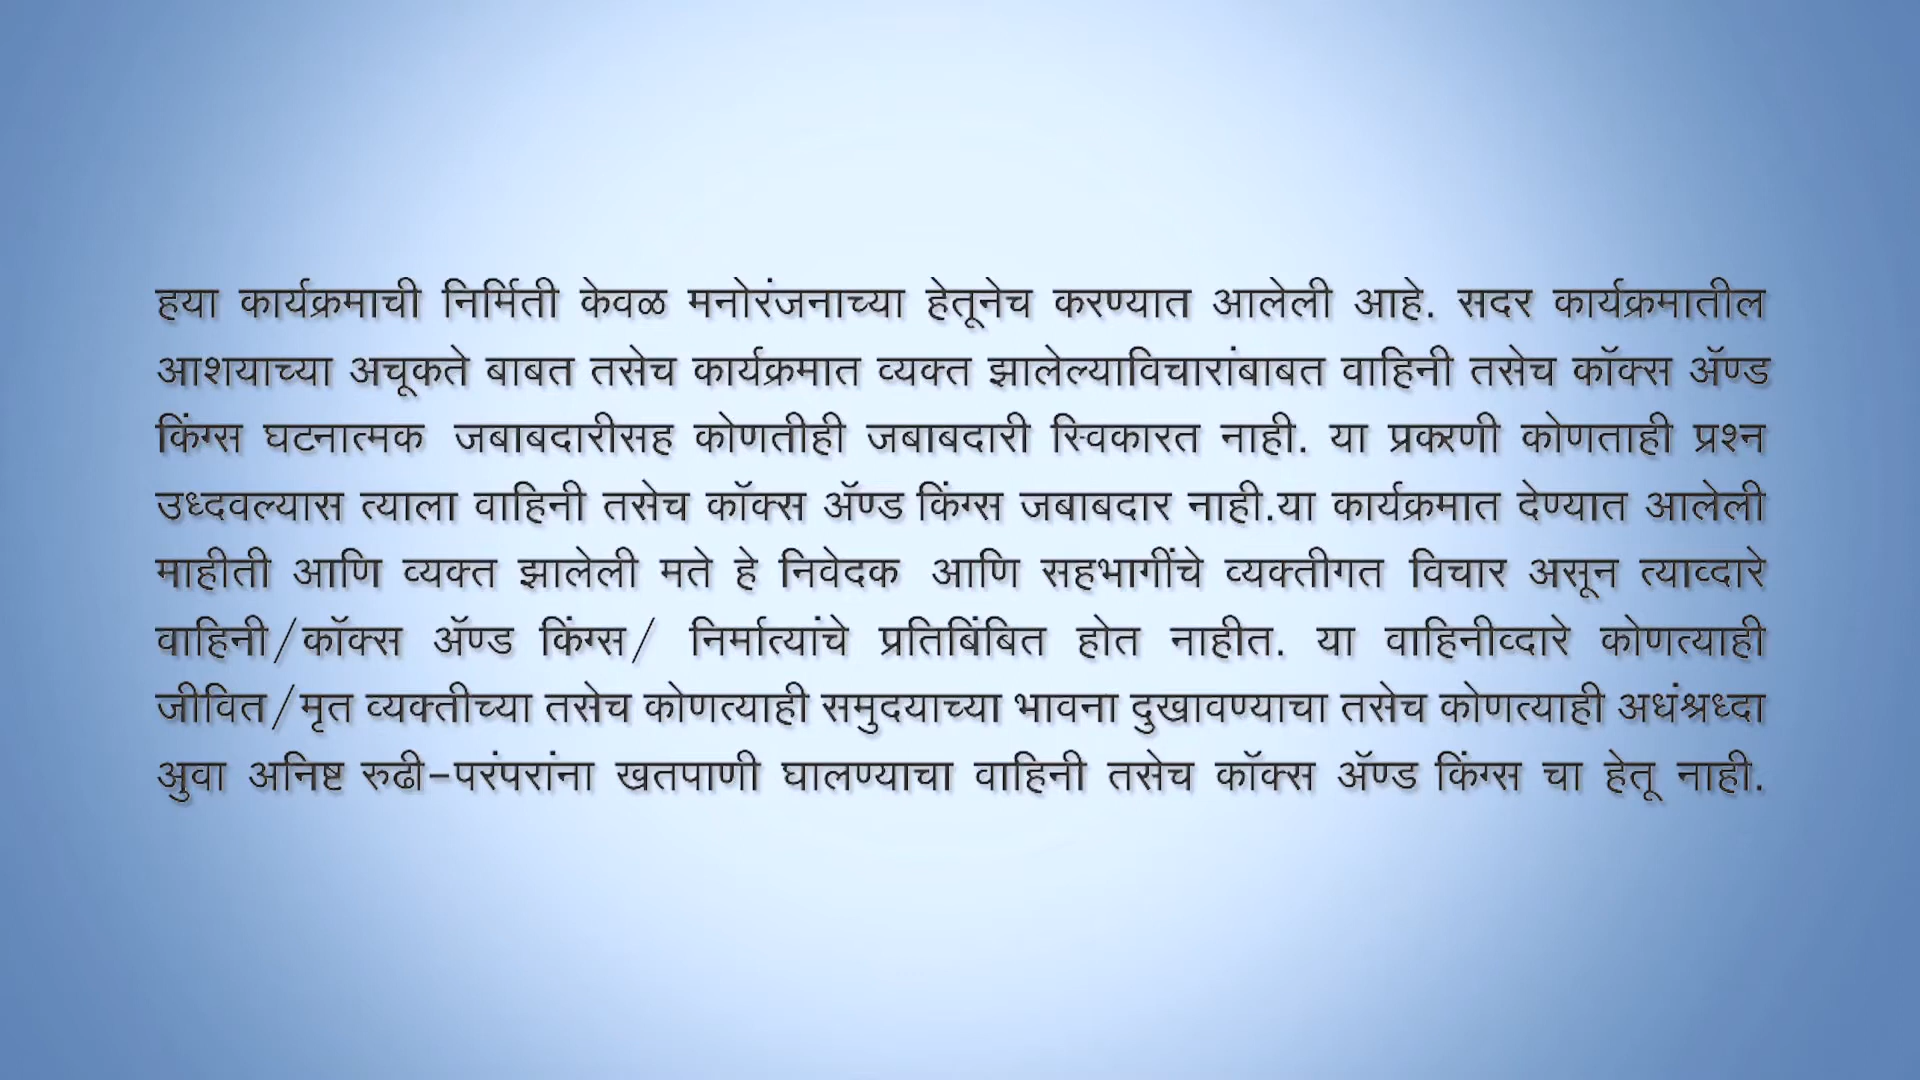 हया कार्यक्रमाची निर्मिती केवळ मनोरंजनाच्या हेतूनेच करण्यात आलेली आहे. सदर कार्यक्रमातील
आशयाच्या अचूकते बाबत तसेच कार्यक्रमात व्यक्त झालेल्याविचारांबाबत वाहिनी तसेच कॉक्स ॲण्ड
किंग्स घटनात्मक जबाबदारीसह कोणतीही जबाबदारी स्विकारत नाही. या प्रकरणी कोणताही प्रश्न
उध्दवल्यास त्याला वाहिनी तसेच कॉक्स ॲण्ड किंग्स जबाबदार नाही.या कार्यक्रमात देण्यात आलेली
माहीती आणि व्यक्त झालेली मते हे निवेदक आणि सहभागींचे व्यक्तीगत विचार असून त्याव्दारे
वाहिनी/कॉक्स ॲण्ड किंग्स/ निर्मात्यांचे प्रतिबिंबित होत नाहीत. या वाहिनीव्दारे कोणत्याही
जीवित/मृत व्यक्तीच्या तसेच कोणत्याही समुदयाच्या भावना दुखावण्याचा तसेच कोणत्याही अधंश्रध्दा
अुवा अनिष्ट रुढी-परंपरांना खतपाणी घालण्याचा वाहिनी तसेच कॉक्स ॲण्ड किंग्स चा हेतू नाही.